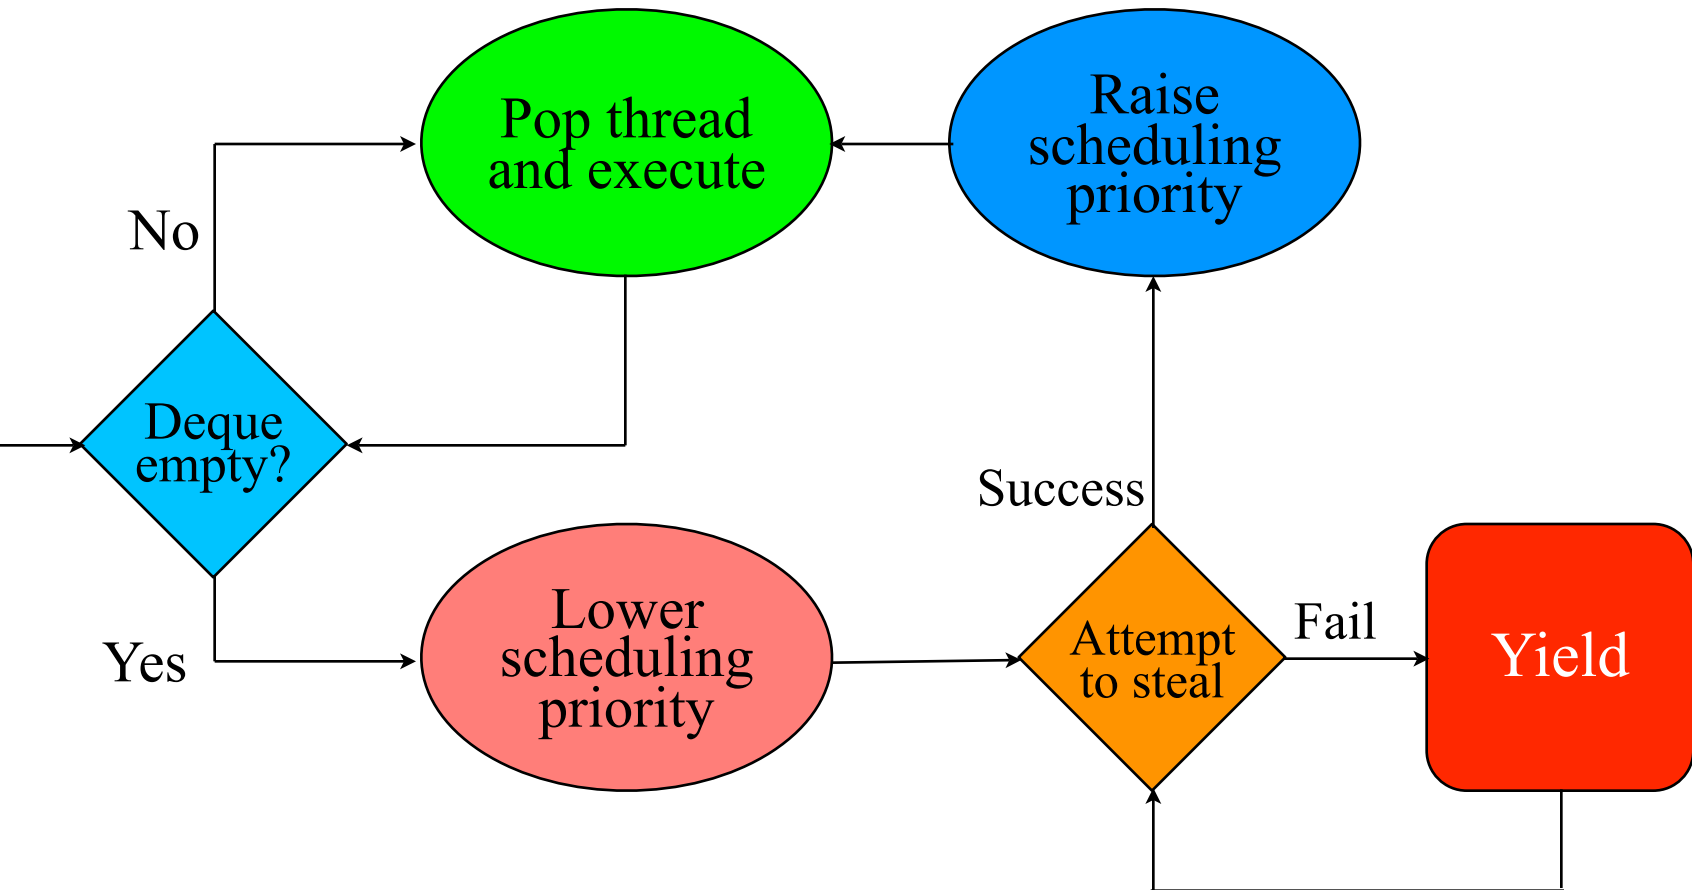 Pop thread
and execute
Raise
scheduling
priority
No
Deque
empty?
Success
Yes
Lower
scheduling
priority
Attempt
to steal
Fail
Yield